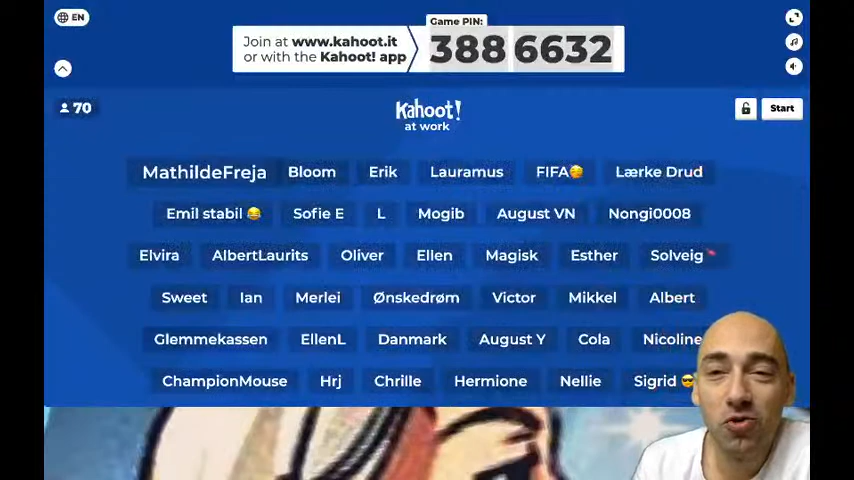 EN
Game PIN:
Join at www.kahoot.it
or with the Kahoot! app
388 6632
70
Kahoot!
at work
Start
MathildeFreja Bloom Erik Lauramus FIFA🥳 Lærke Drud
Emil stabil 😂 Sofie E L Mogib August VN Nongi0008
Elvira AlbertLaurits Oliver Ellen Magisk Esther Solveig
Sweet Ian Merlei Ønskedrøm Victor Mikkel Albert
Glemmekassen EllenL Danmark August Y Cola Nicoline
ChampionMouse Hrj Chrille Hermione Nellie Sigrid 😎